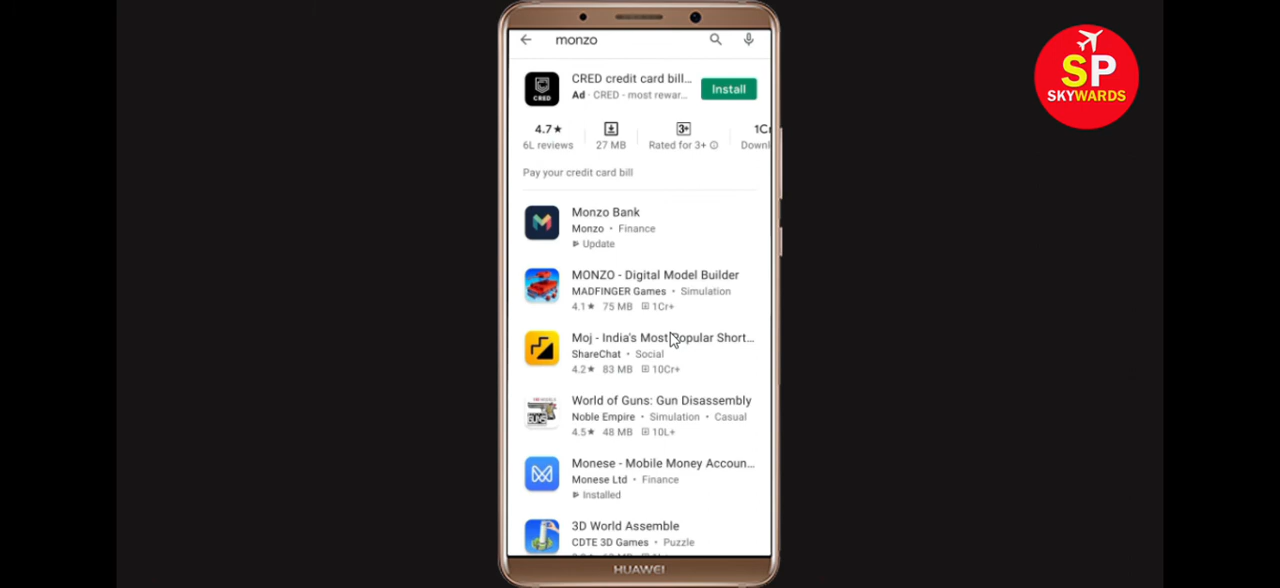 monzo
SP
SKYWARDS
CRED credit card bill...
Install
CRED
Ad · CRED - most rewar...
4.7★
3+
6L reviews
27 MB
Rated for 3+
Pay your credit card bill
Monzo Bank
Monzo • Finance
Update
MONZO - Digital Model Builder
MADFINGER Games • Simulation
4.1★ 75 MB 1Cr+
Moj - India's Most Popular Short...
ShareChat • Social
4.2★ 83 MB 10Cr+
World of Guns: Gun Disassembly
Noble Empire • Simulation • Casual
4.5★ 48 MB 10L+
GUNS
Monese - Mobile Money Accoun...
Monese Ltd • Finance
Installed
3D World Assemble
CDTE 3D Games • Puzzle
HUAWEI